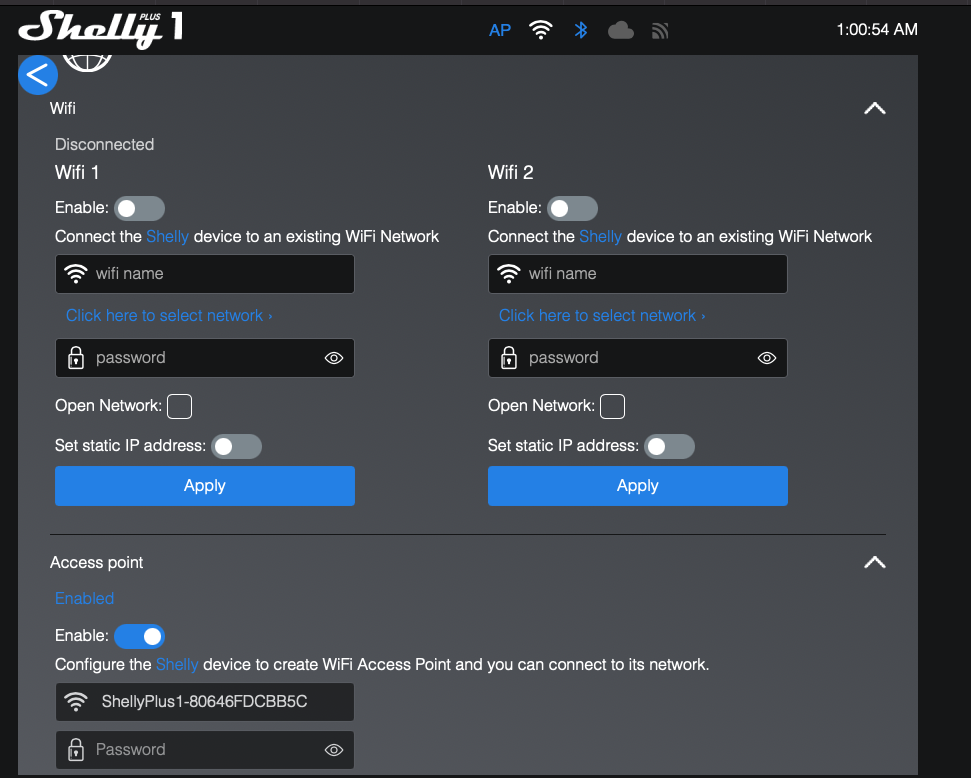 Shelly PLUS 1
AP
1:00:54 AM
Wifi
Disconnected
Wifi 1
Enable:
Connect the Shelly device to an existing WiFi Network
wifi name
Click here to select network ›
password
Open Network:
Set static IP address:
Apply
Wifi 2
Enable:
Connect the Shelly device to an existing WiFi Network
wifi name
Click here to select network ›
password
Open Network:
Set static IP address:
Apply
Access point
Enabled
Enable:
Configure the Shelly device to create WiFi Access Point and you can connect to its network.
ShellyPlus1-80646FDCBB5C
Password